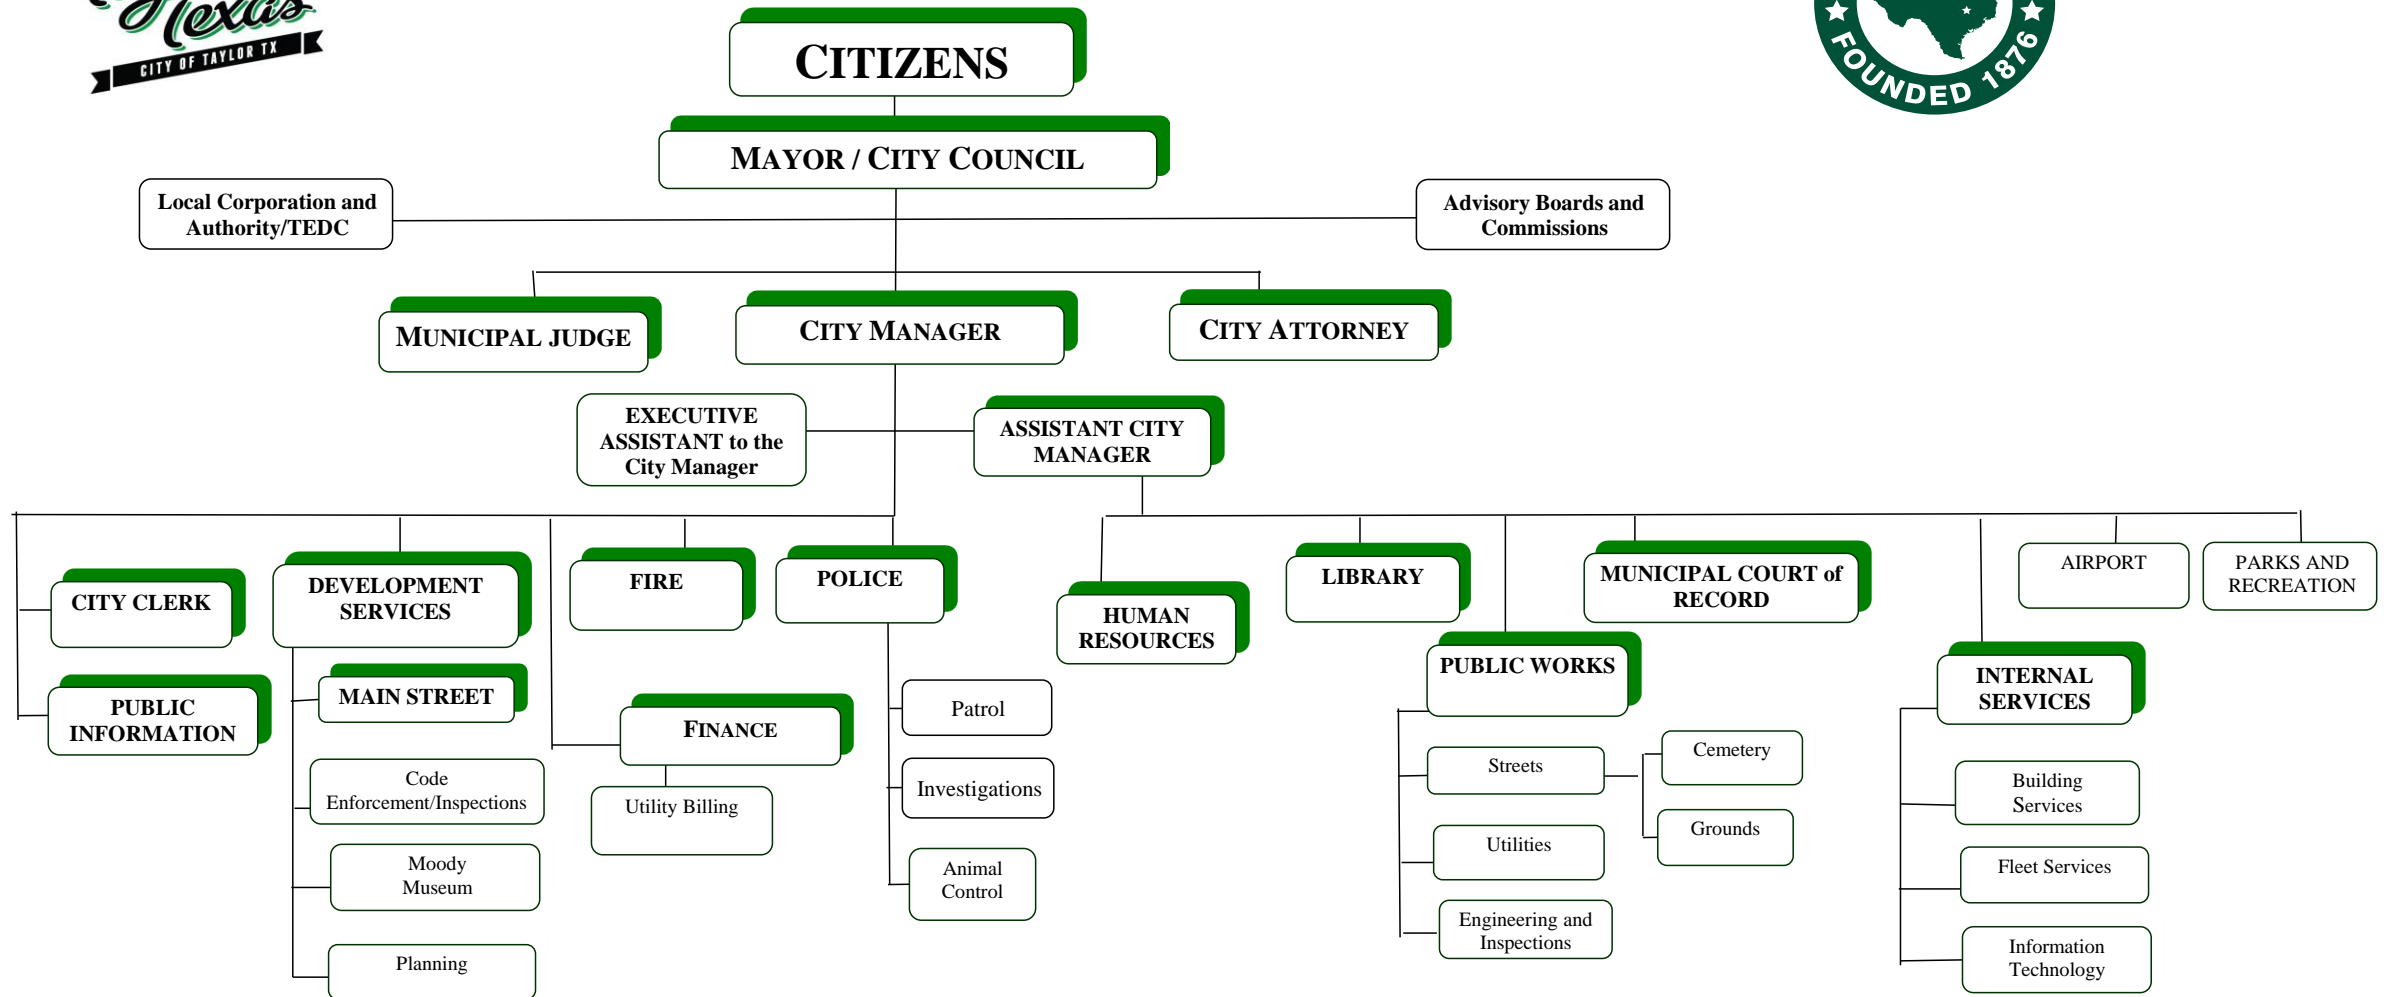 Texas
CITY OF TAYLOR TX
FOUNDED 1876
CITIZENS
MAYOR / CITY COUNCIL
Local Corporation and
Authority/TEDC
Advisory Boards and
Commissions
MUNICIPAL JUDGE
CITY MANAGER
CITY ATTORNEY
EXECUTIVE
ASSISTANT to the
City Manager
ASSISTANT CITY
MANAGER
CITY CLERK
PUBLIC
INFORMATION
DEVELOPMENT
SERVICES
MAIN STREET
Code
Enforcement/Inspections
Moody
Museum
Planning
FIRE
FINANCE
Utility Billing
POLICE
Patrol
Investigations
Animal
Control
HUMAN
RESOURCES
LIBRARY
PUBLIC WORKS
Streets
Cemetery
Grounds
Utilities
Engineering and
Inspections
MUNICIPAL COURT of
RECORD
INTERNAL
SERVICES
Building
Services
Fleet Services
Information
Technology
AIRPORT
PARKS AND
RECREATION